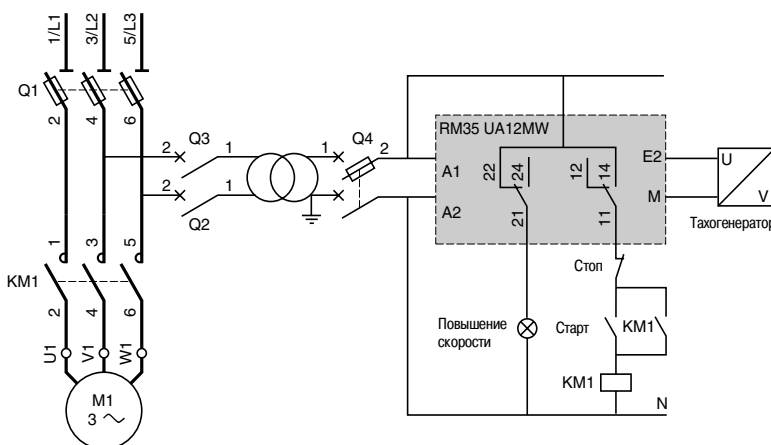 1/L1 3/L2 5/L3
Q1
2 4 6
Q3
2 1
Q2
2 1
1 Q4 2
RM35 UA12MW
A1
A2
22 24
21
12 14
11
E2
M
U
V
Тахогенератор
1 3 5
KM1
2 4 6
U1 V1 W1
M1
3
Стоп
Повышение
скорости
Старт
KM1
KM1
N